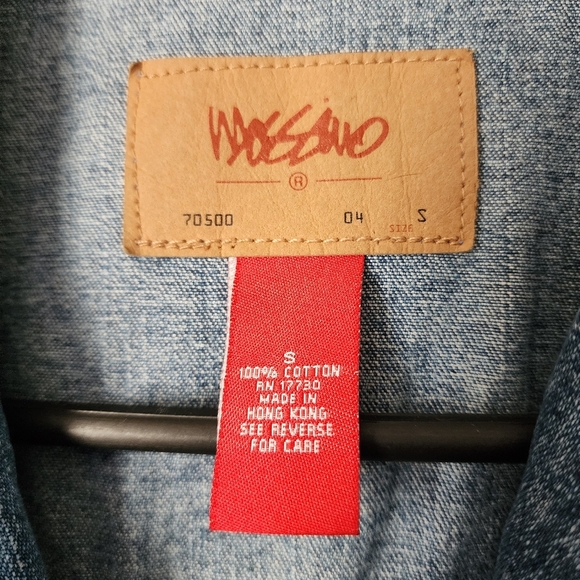 Mossimo
®
70500 04 SIZE S
S
100% COTTON
RN 17730
MADE IN
HONG KONG
SEE REVERSE
FOR CARE